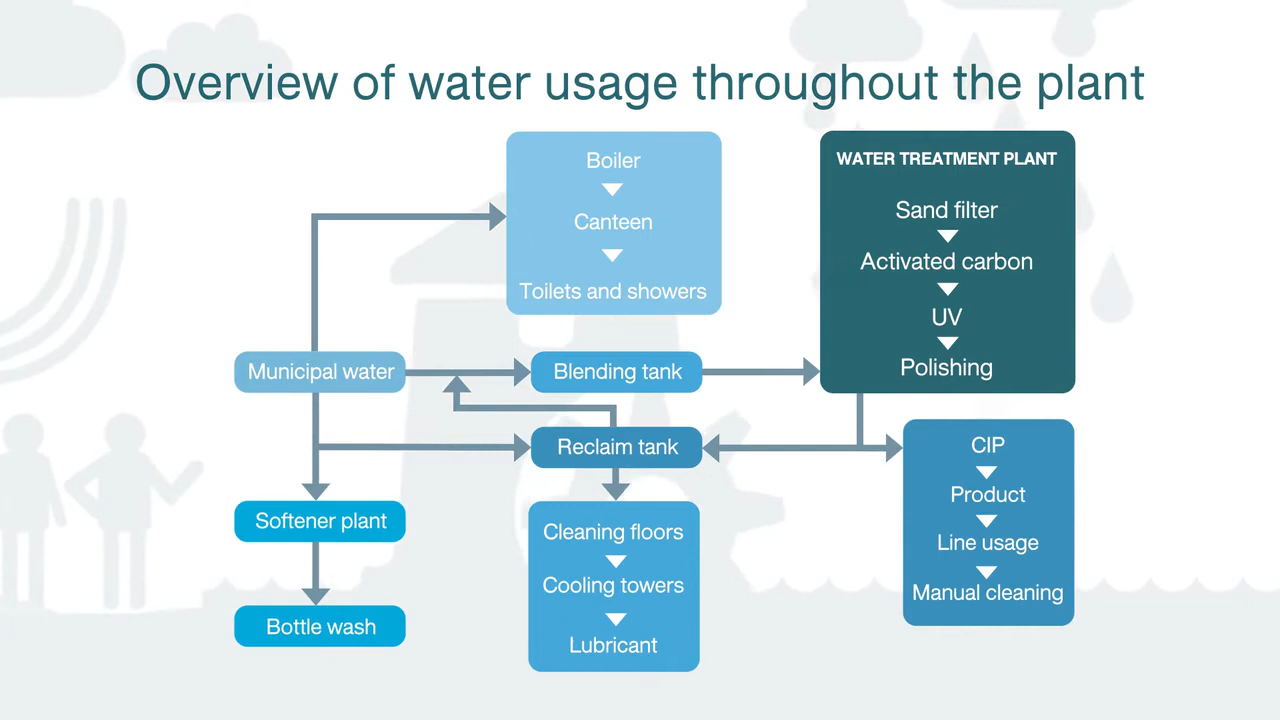 Overview of water usage throughout the plant
Boiler
Canteen
Toilets and showers
WATER TREATMENT PLANT
Sand filter
Activated carbon
UV
Polishing
Municipal water
Blending tank
Reclaim tank
CIP
Product
Line usage
Manual cleaning
Softener plant
Bottle wash
Cleaning floors
Cooling towers
Lubricant